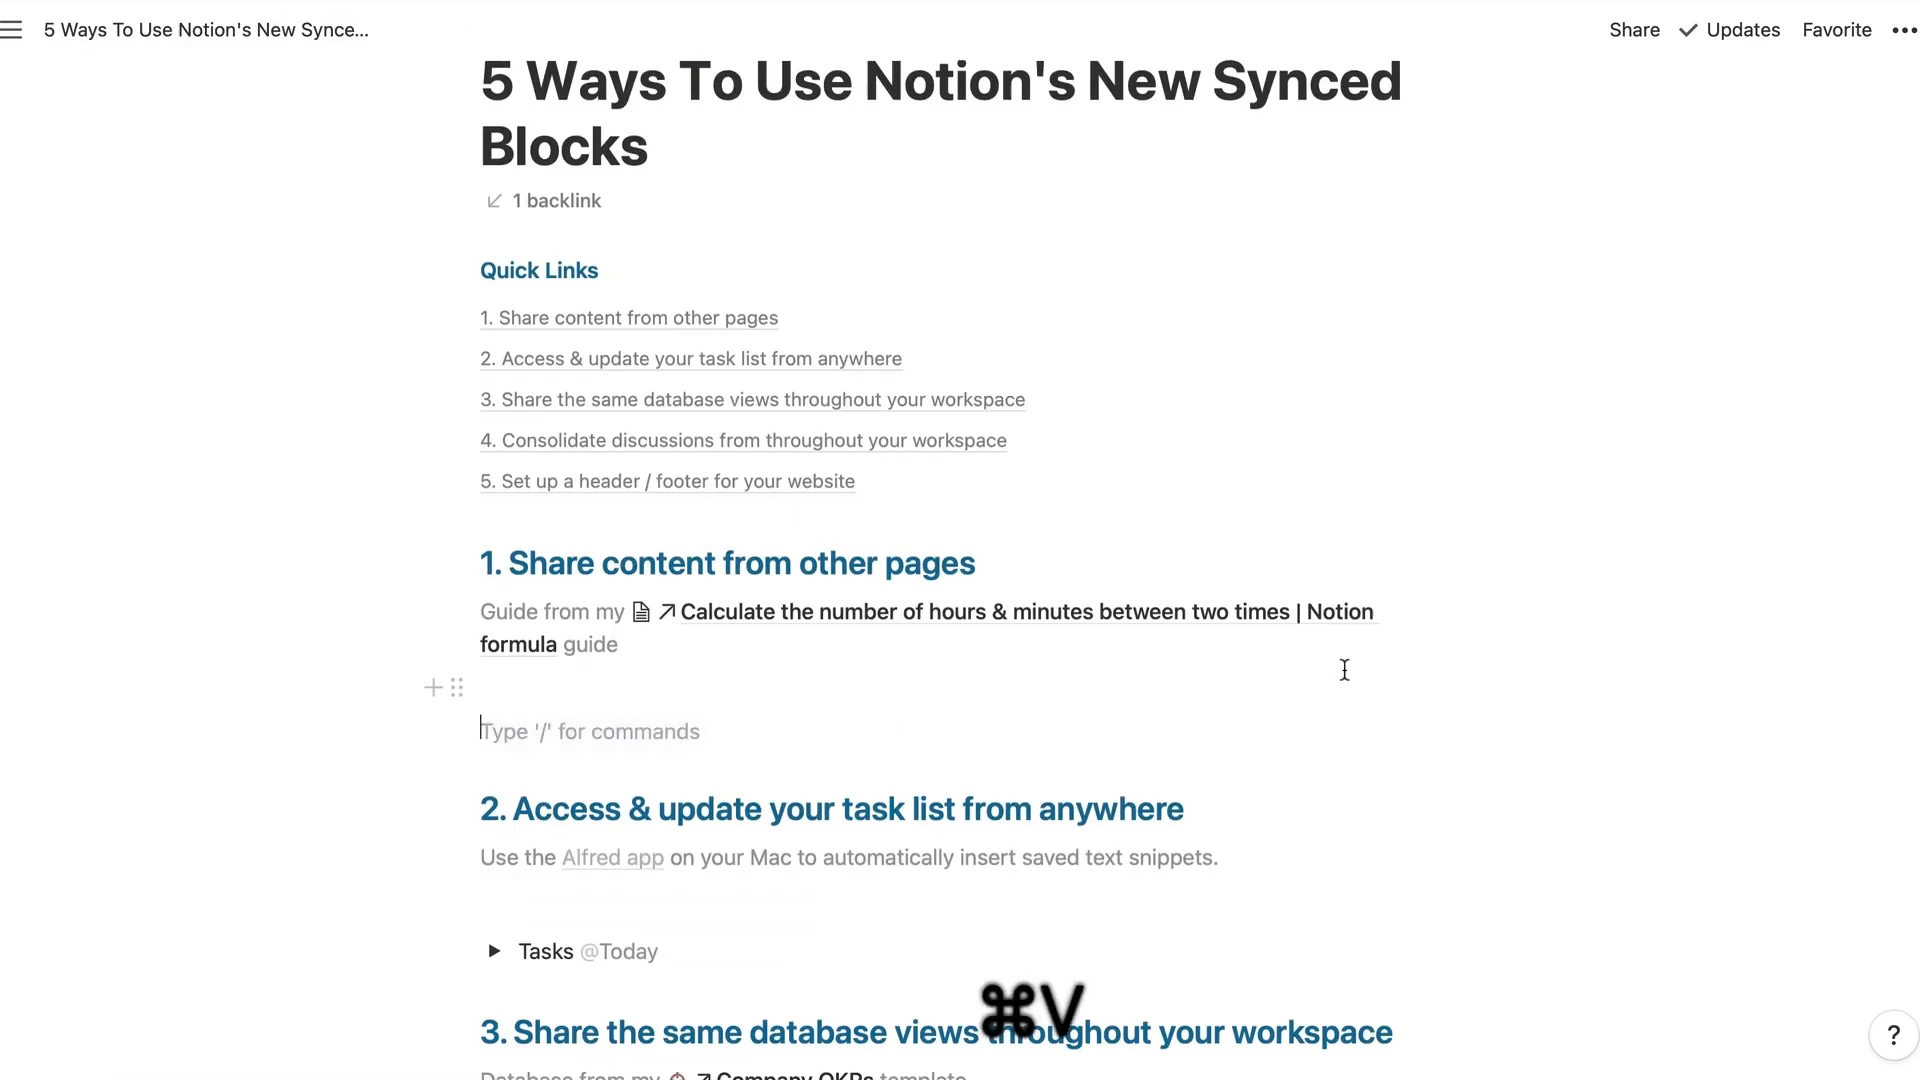 5 Ways To Use Notion's New Synce...
Share
Updates
Favorite
5 Ways To Use Notion's New Synced
Blocks
1 backlink
Quick Links
1. Share content from other pages
2. Access & update your task list from anywhere
3. Share the same database views throughout your workspace
4. Consolidate discussions from throughout your workspace
5. Set up a header / footer for your website
1. Share content from other pages
Guide from my Calculate the number of hours & minutes between two times | Notion
formula guide
Type '/' for commands
2. Access & update your task list from anywhere
Use the Alfred app on your Mac to automatically insert saved text snippets.
Tasks @Today
⌘V
3. Share the same database views throughout your workspace
?
Database from my Company OKRs template